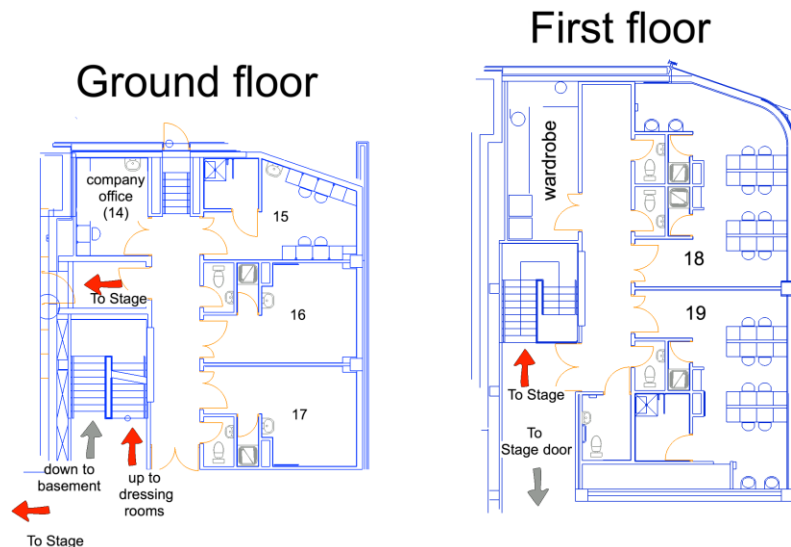 Ground floor
company
office
(14)
15
To Stage
16
17
down to
basement
up to
dressing
rooms
To Stage
First floor
wardrobe
18
19
To Stage
To
Stage door